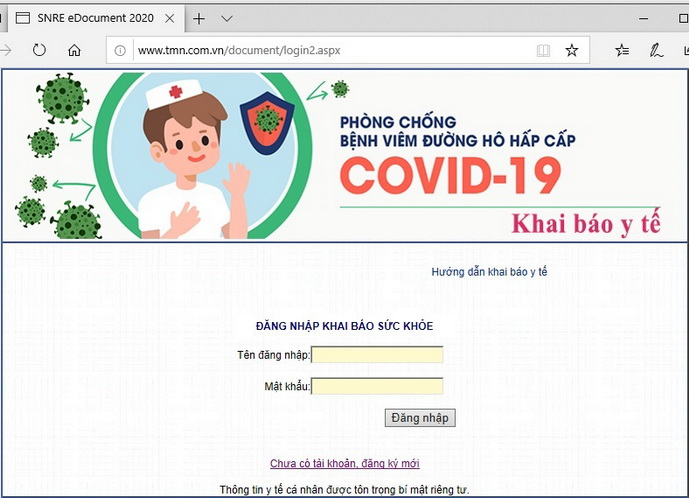 SNRE eDocument 2020
www.tmn.com.vn/document/login2.aspx
PHÒNG CHỐNG
BỆNH VIÊM ĐƯỜNG HÔ HẤP CẤP
COVID-19
Khai báo y tế
Hướng dẫn khai báo y tế
ĐĂNG NHẬP KHAI BÁO SỨC KHỎE
Tên đăng nhập:
Mật khẩu:
Đăng nhập
Chưa có tài khoản, đăng ký mới
Thông tin y tế cá nhân được tôn trọng bí mật riêng tư.